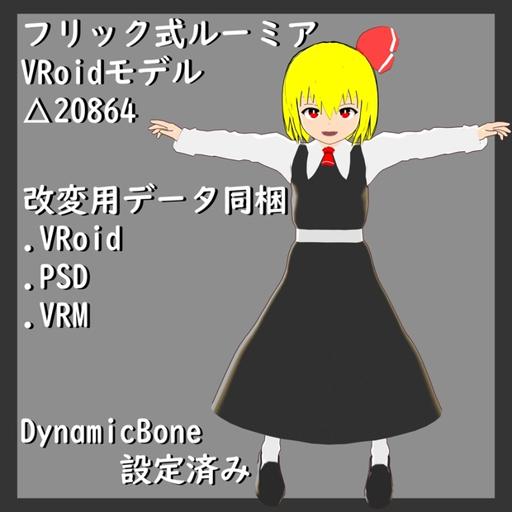 フリック式ルーミア
VRoidモデル
△20864
改変用データ同梱
.VRoid
.PSD
.VRM
DynamicBone
設定済み